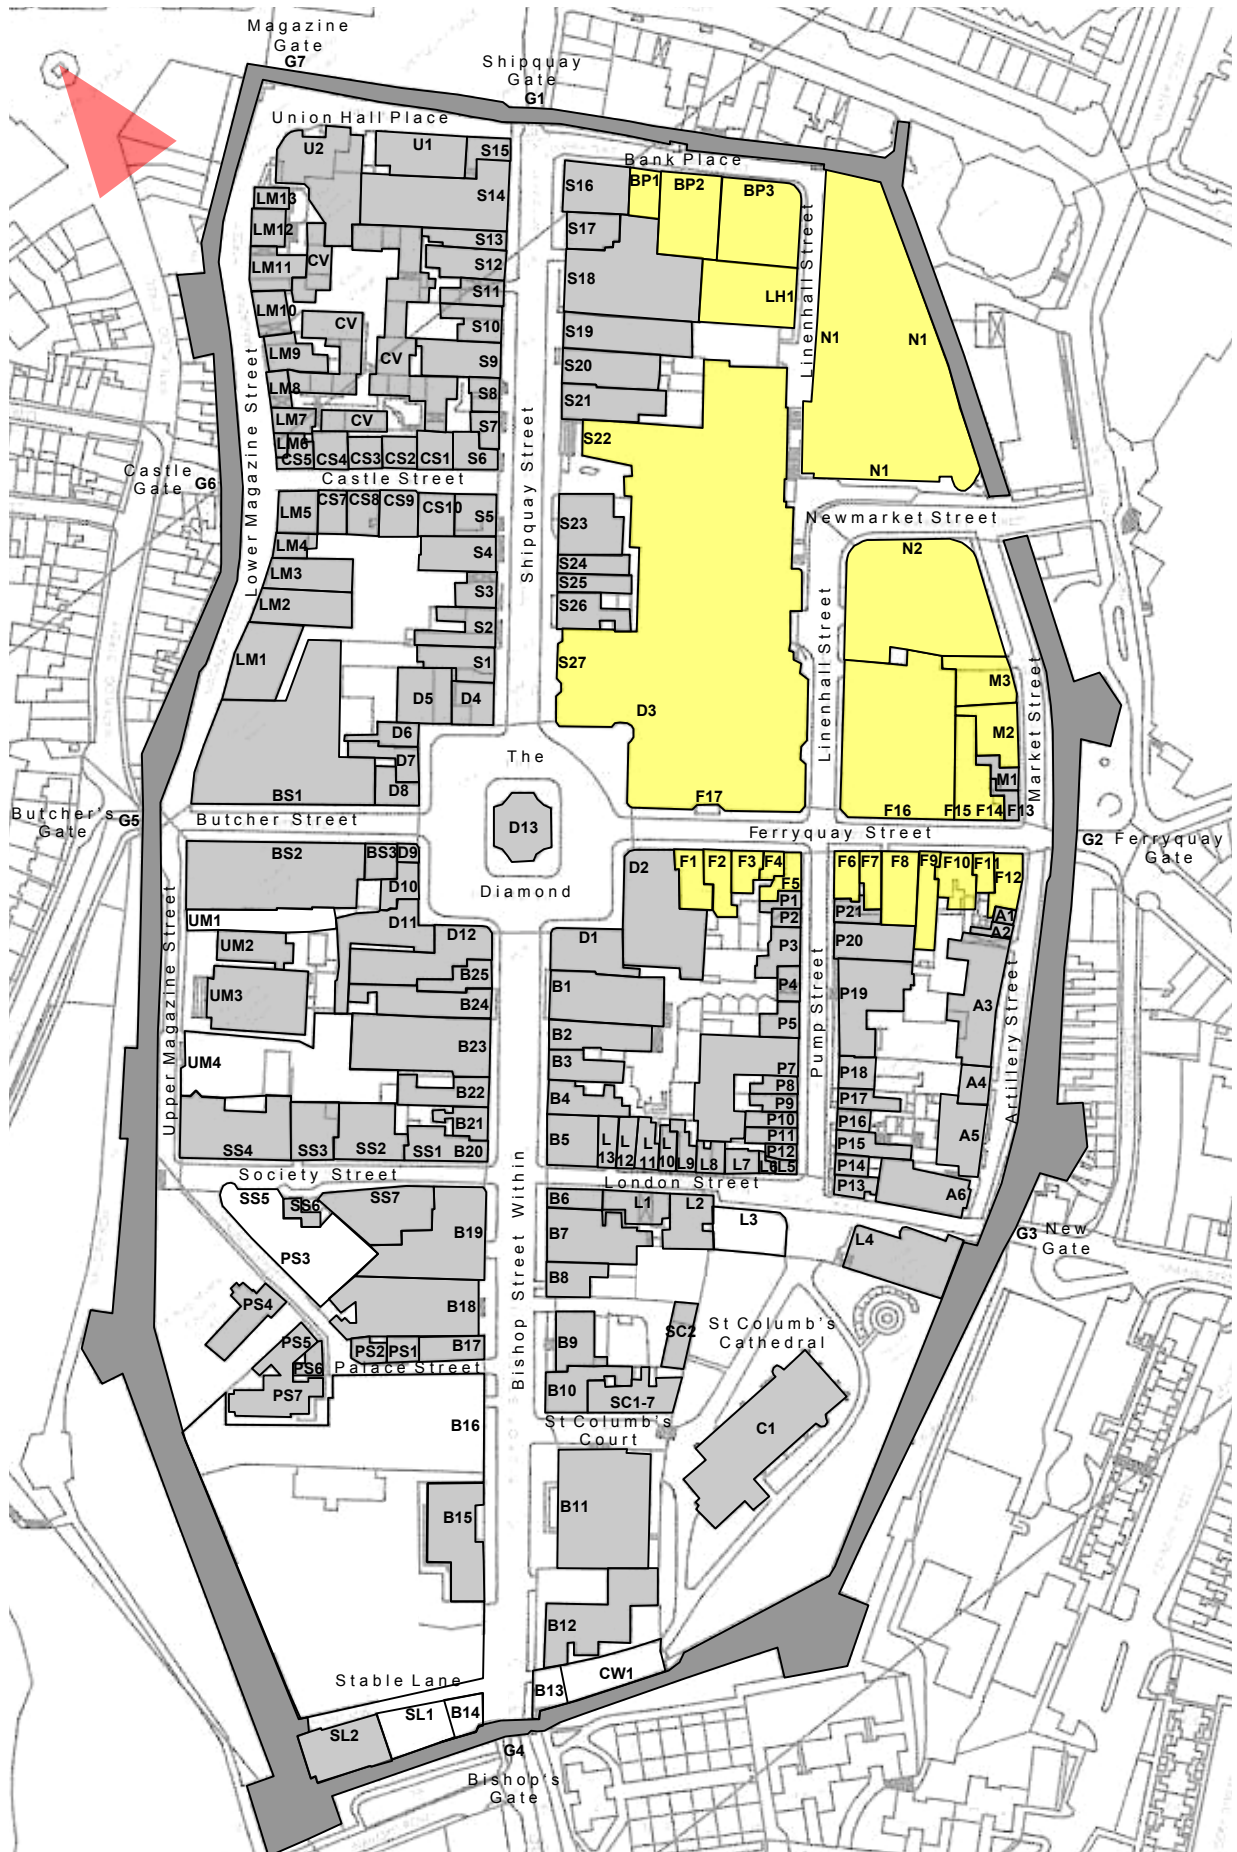 Magazine
Gate
G7
Shipquay
Gate
G1
Union Hall Place
U2
U1
S15
Bank Place
S14
S16
BP1
BP2
BP3
LM13
LM12
S17
S13
S12
LM11
CV
S18
Linenhall Street
S11
LH1
LM10
CV
S10
S19
N1
N1
LM9
CV
S9
S20
LM8
S8
S21
Lower Magazine Street
LM7
CV
S7
Shipquay Street
S22
LM6
CS5
CS4
CS3
CS2
CS1
S6
Castle
Gate
G6
Castle Street
N1
LM5
CS7
CS8
CS9
CS10
S5
Newmarket Street
S23
LM4
S4
N2
LM3
S24
S3
S25
LM2
S26
S2
Linenhall Street
LM1
S1
S27
M3
D5
D4
D3
Market Street
D6
M2
The
D7
M1
D8
BS1
F17
F16
F15
F14
F13
Butcher's
Gate
G5
Butcher Street
D13
Ferryquay Street
G2
Ferryquay
Gate
BS2
BS3
D9
D2
F1
F2
F3
F4
F5
F6
F7
F8
F9
F10
F11
F12
D10
Diamond
P1
UM1
D11
P2
P21
A1
A2
UM2
D12
D1
P3
P20
Upper Magazine Street
B25
B1
P4
UM3
B24
P19
A3
Pump Street
P5
B2
B23
UM4
B3
P7
P18
Artillery Street
B22
P8
A4
B4
P9
P17
B21
P10
P16
B5
L
13
L
12
L
11
L
10
L9
L8
L7
L6
L5
P11
P12
P15
A5
SS4
SS3
SS2
SS1
B20
P14
Society Street
London Street
P13
A6
SS5
SS6
SS7
B6
L1
L2
L3
Bishop Street Within
B19
B7
L4
G3
New
Gate
PS3
B8
PS4
B18
SC2
St Columb's
Cathedral
PS5
PS2
PS1
B17
B9
PS6
Palace Street
PS7
B10
SC1-7
B16
St Columb's
Court
C1
B15
B11
B12
Stable Lane
CW1
B13
SL1
B14
SL2
G4
Bishop's
Gate